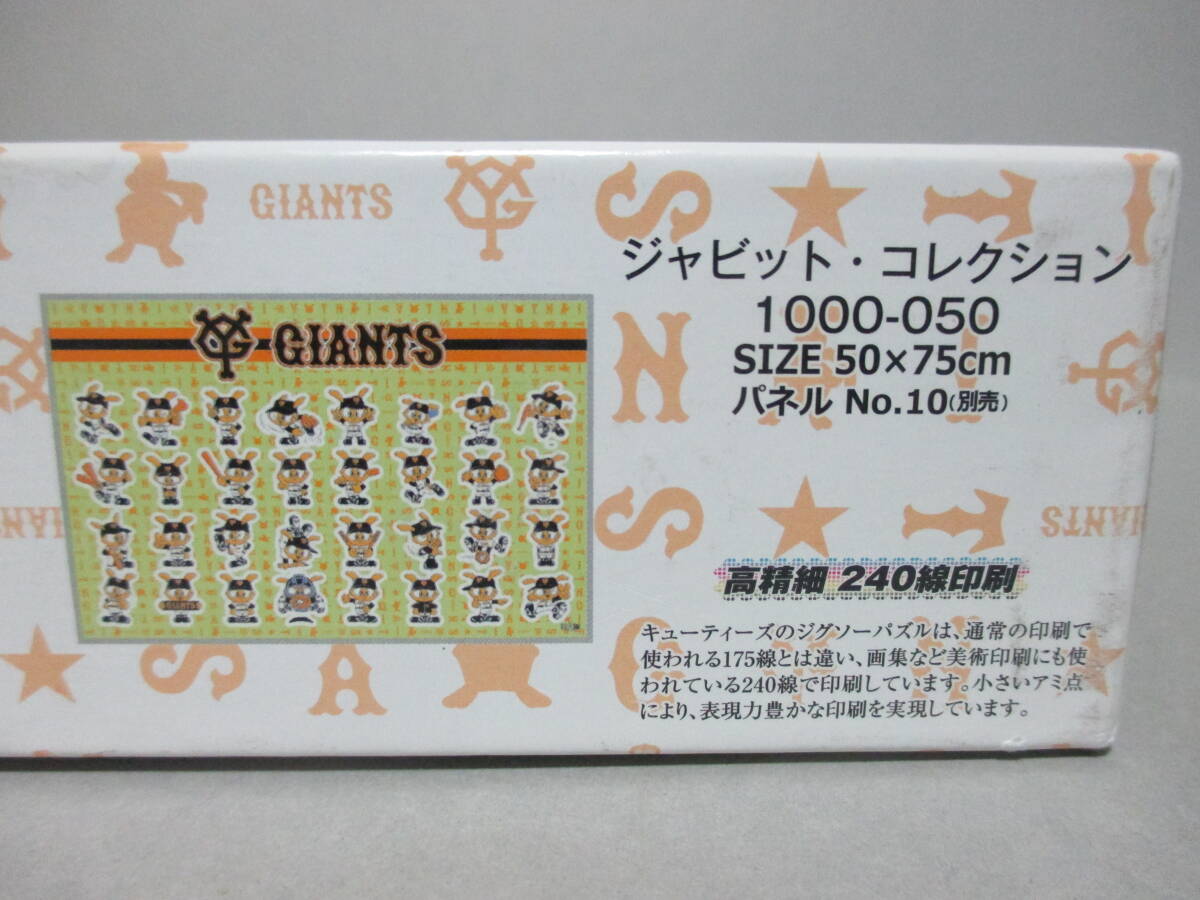 GIANTS
YG
S
T
ジャビット・コレクション
1000-050
SIZE 50×75cm
パネル No.10(別売)
YG GIANTS
N
GIANTS
S
T
GIANTS
高精細 240線印刷
キューティーズのジグソーパズルは、通常の印刷で
使われる175線とは違い、画集など美術印刷にも使
われている240線で印刷しています。小さいアミ点
により、表現力豊かな印刷を実現しています。
S
A
G